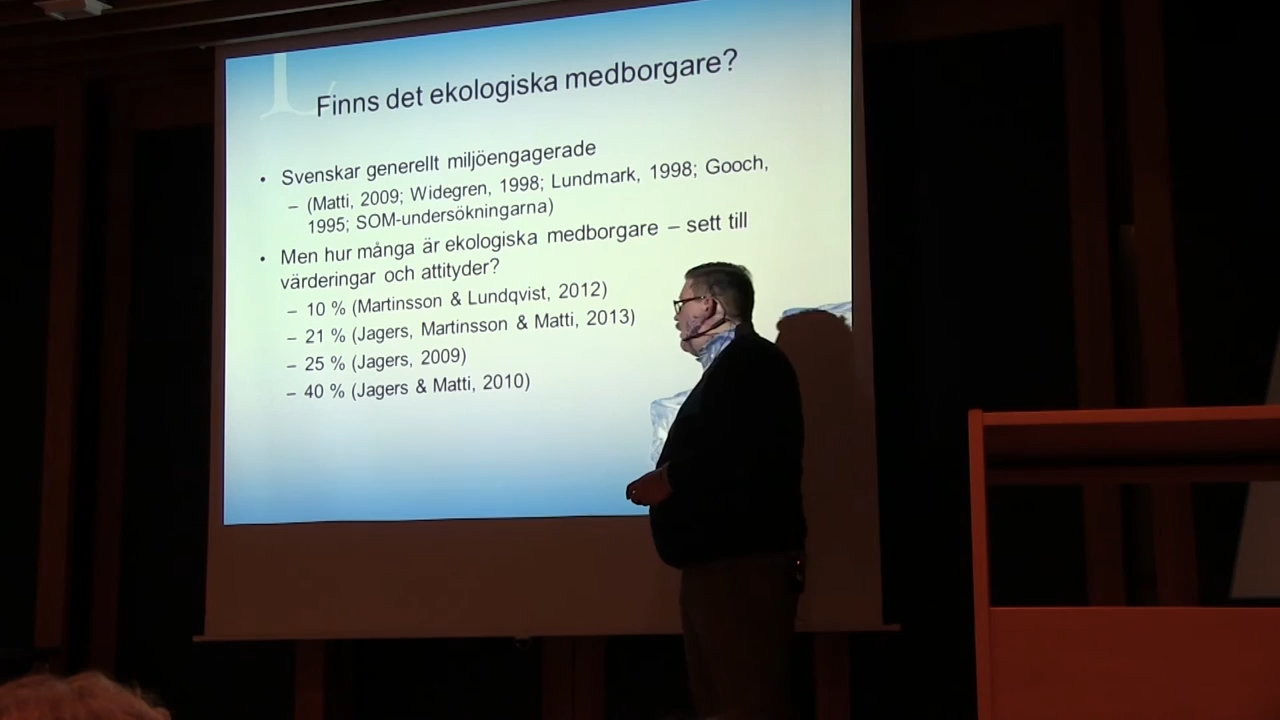 Finns det ekologiska medborgare?
• Svenskar generellt miljöengagerade
– (Matti, 2009; Widegren, 1998; Lundmark, 1998; Gooch,
1995; SOM-undersökningarna)
• Men hur många är ekologiska medborgare – sett till
värderingar och attityder?
– 10 % (Martinsson & Lundqvist, 2012)
– 21 % (Jagers, Martinsson & Matti, 2013)
– 25 % (Jagers, 2009)
– 40 % (Jagers & Matti, 2010)